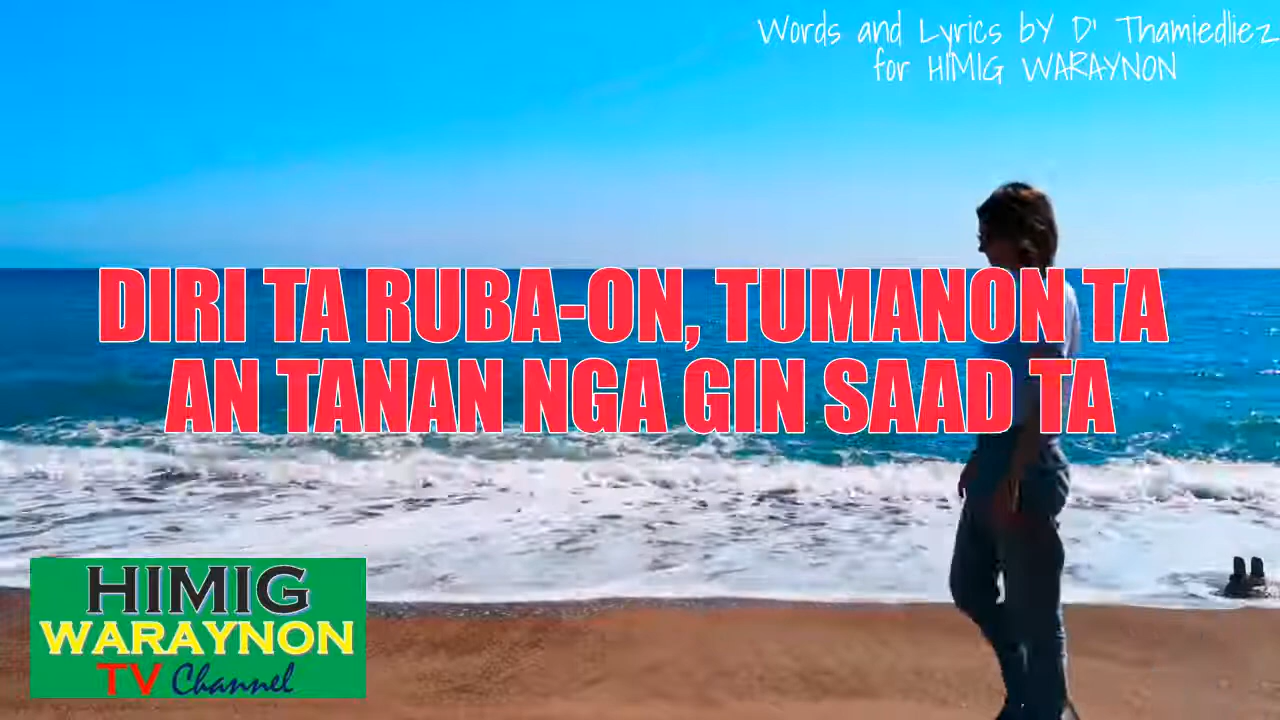 Words and Lyrics bY D' Thamiedliez
for HIMIG WARAYNON
DIRI TA RUBA-ON, TUMANON TA
AN TANAN NGA GIN SAAD TA
HIMIG
WARAYNON
TV Channel